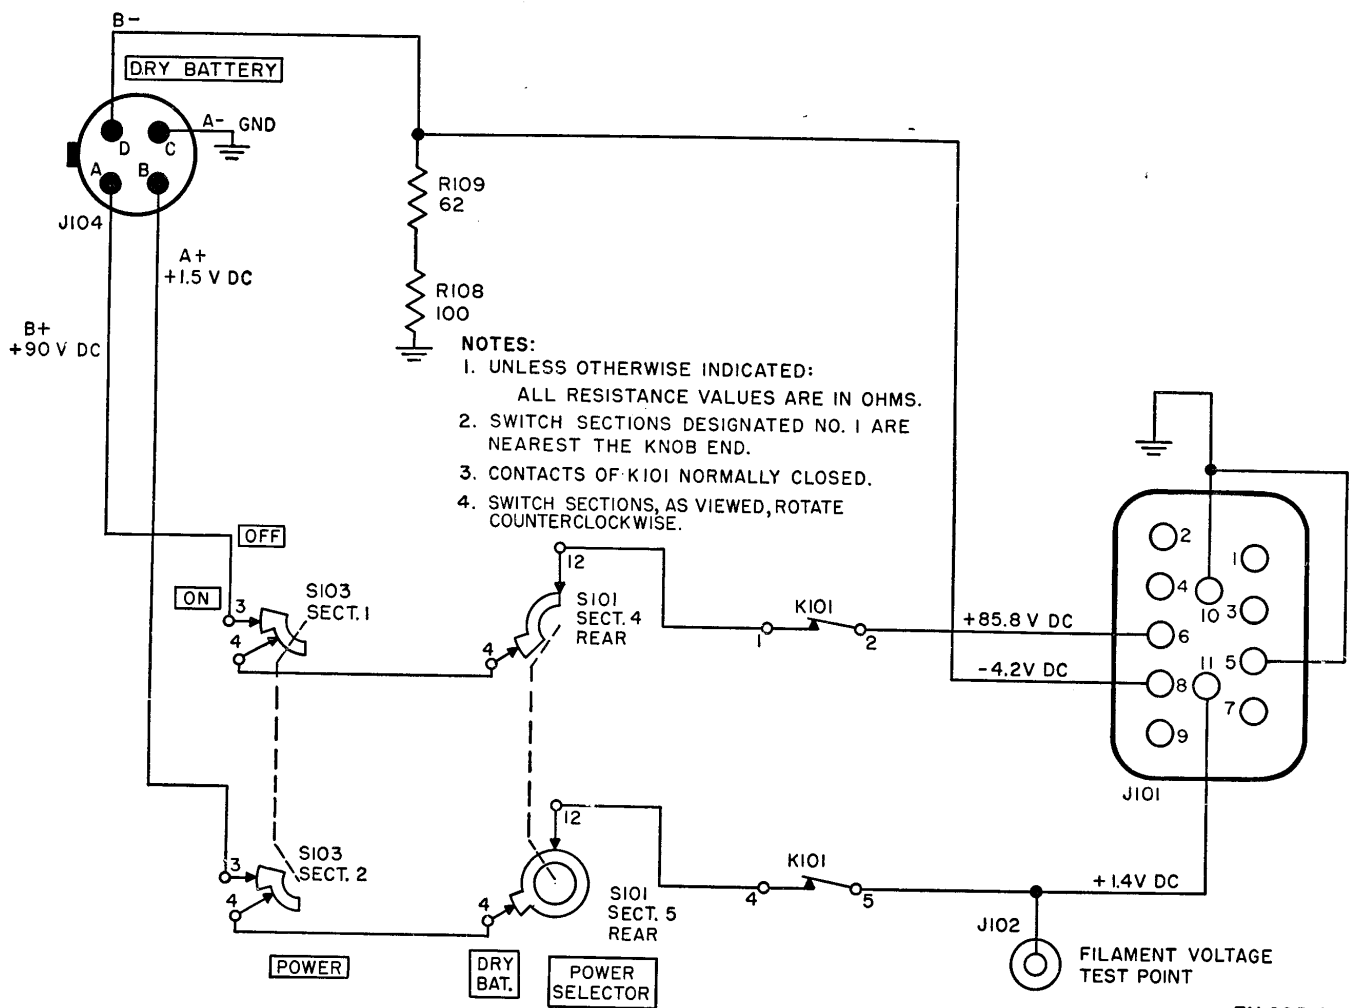 B-
DRY BATTERY
A- GND
D
C
A
B
J104
A+
+1.5 V DC
B+
+90 V DC
R109
62
R108
100
NOTES:
1. UNLESS OTHERWISE INDICATED:
ALL RESISTANCE VALUES ARE IN OHMS.
2. SWITCH SECTIONS DESIGNATED NO. 1 ARE
NEAREST THE KNOB END.
3. CONTACTS OF K101 NORMALLY CLOSED.
4. SWITCH SECTIONS, AS VIEWED, ROTATE
COUNTERCLOCKWISE.
OFF
ON
3
4
S103
SECT. 1
12
S101
SECT. 4
REAR
4
K101
1
2
+85.8 V DC
-4.2V DC
2
1
4
10
3
6
11
5
8
7
9
J101
3
4
S103
SECT. 2
12
4
S101
SECT. 5
REAR
K101
4
5
+1.4V DC
J102
FILAMENT VOLTAGE
TEST POINT
POWER
DRY
BAT.
POWER
SELECTOR